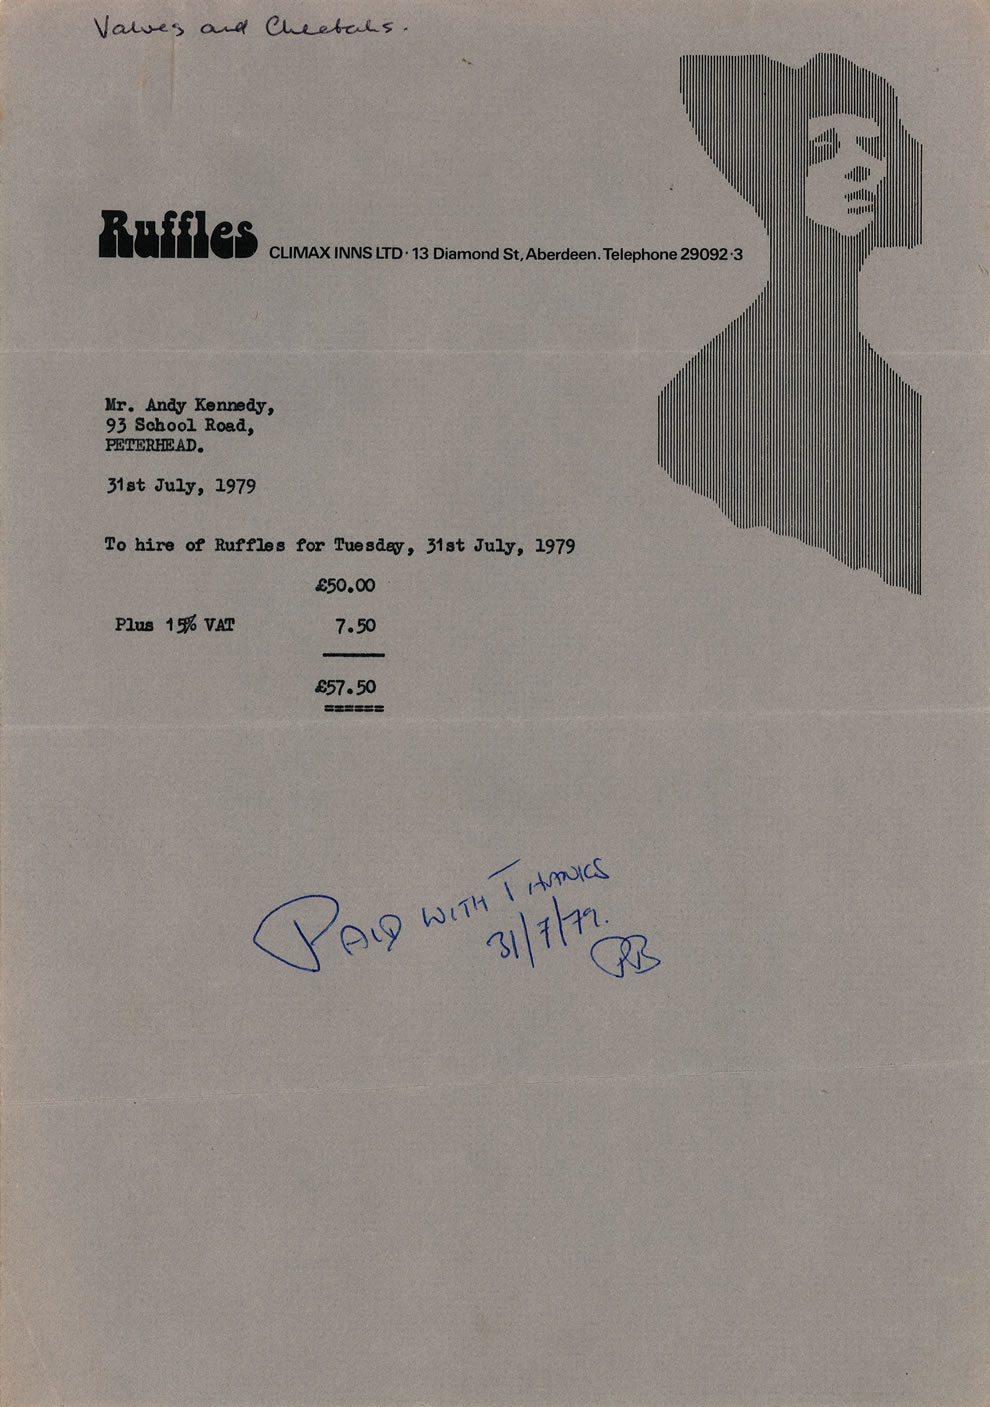 Valves and Cheetahs.
Ruffles CLIMAX INNS LTD · 13 Diamond St, Aberdeen. Telephone 29092·3
Mr. Andy Kennedy,
93 School Road,
PETERHEAD.
31st July, 1979
To hire of Ruffles for Tuesday, 31st July, 1979
£50.00
Plus 15% VAT 7.50
£57.50
======
PAID WITH THANKS
31/7/79.
RB